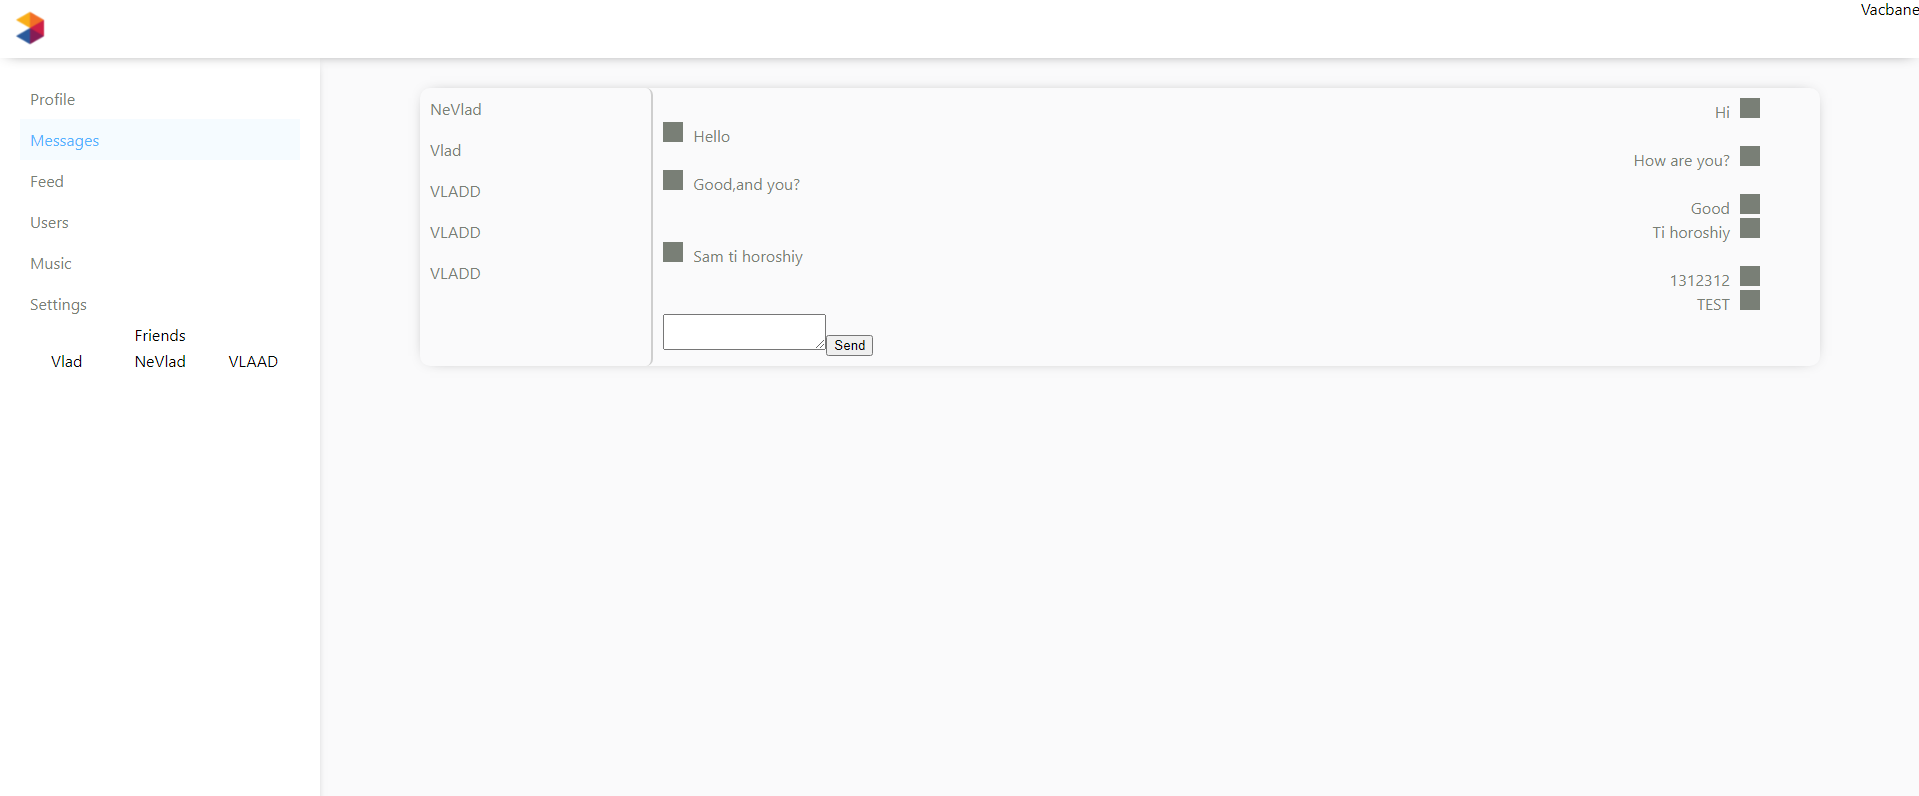 Vacbane
Profile
Messages
Feed
Users
Music
Settings
Friends
Vlad NeVlad VLAAD
NeVlad
Vlad
VLADD
VLADD
VLADD
Hi
Hello
How are you?
Good,and you?
Good
Ti horoshiy
Sam ti horoshiy
1312312
TEST
Send